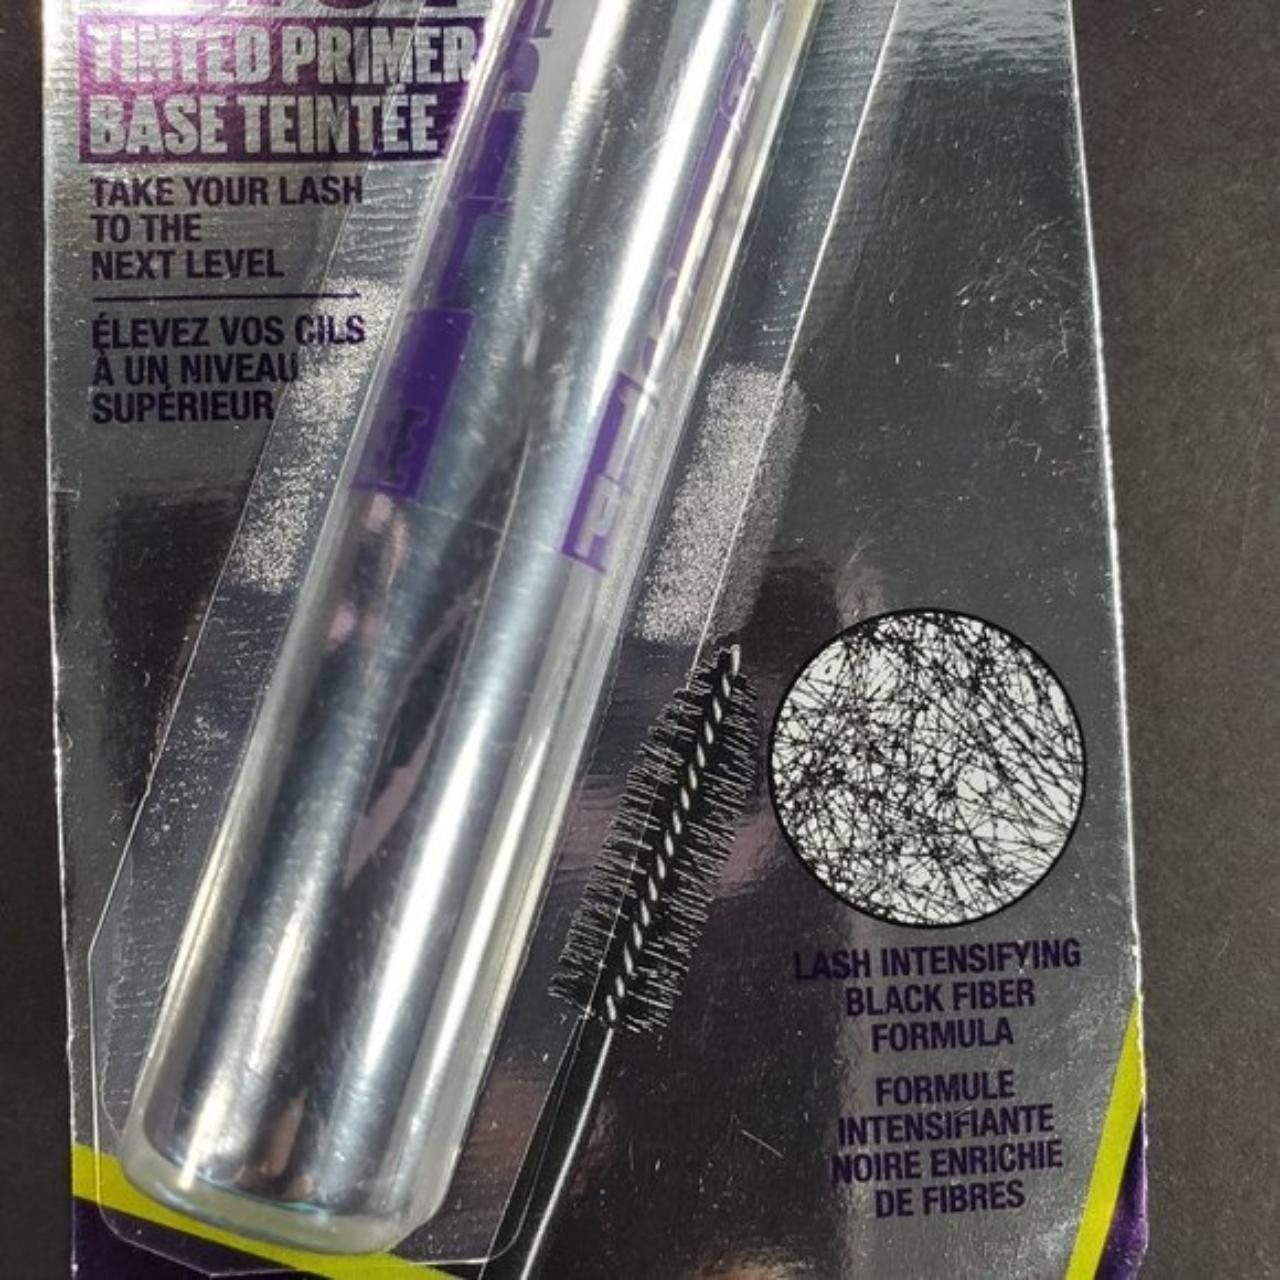 TINTED PRIMER
BASE TEINTÉE
TAKE YOUR LASH
TO THE
NEXT LEVEL
ÉLEVEZ VOS CILS
À UN NIVEAU
SUPÉRIEUR
LASH INTENSIFYING
BLACK FIBER
FORMULA
FORMULE
INTENSIFIANTE
NOIRE ENRICHIE
DE FIBRES